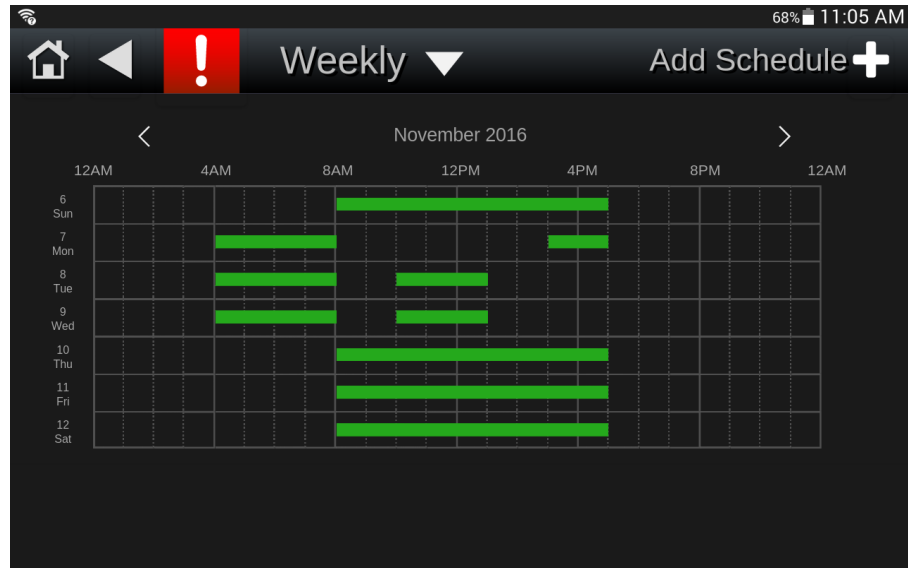 68% 11:05 AM
! Weekly Add Schedule
November 2016
12AM 4AM 8AM 12PM 4PM 8PM 12AM
6
Sun
7
Mon
8
Tue
9
Wed
10
Thu
11
Fri
12
Sat